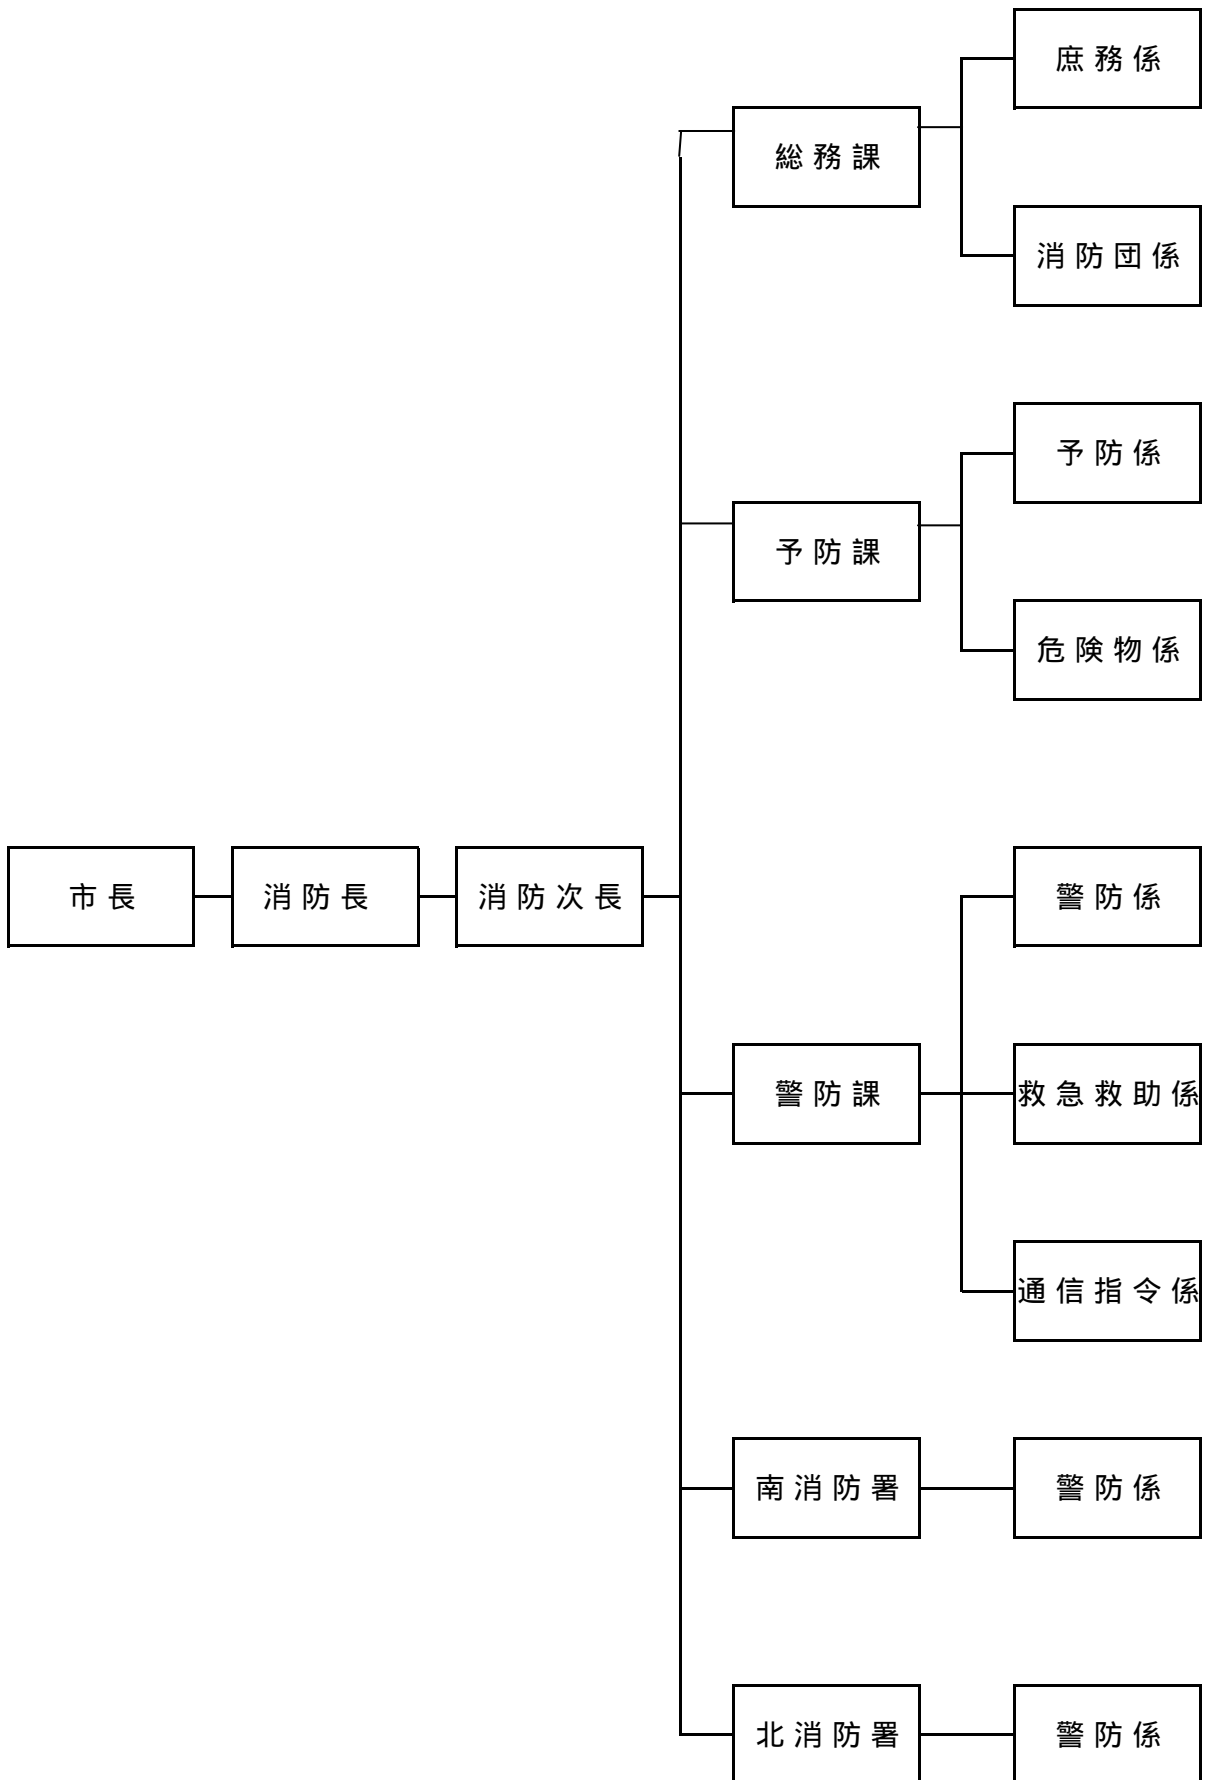 庶務係
総務課
消防団係
予防係
予防課
危険物係
市長
消防長
消防次長
警防係
警防課
救急救助係
通信指令係
南消防署
警防係
北消防署
警防係